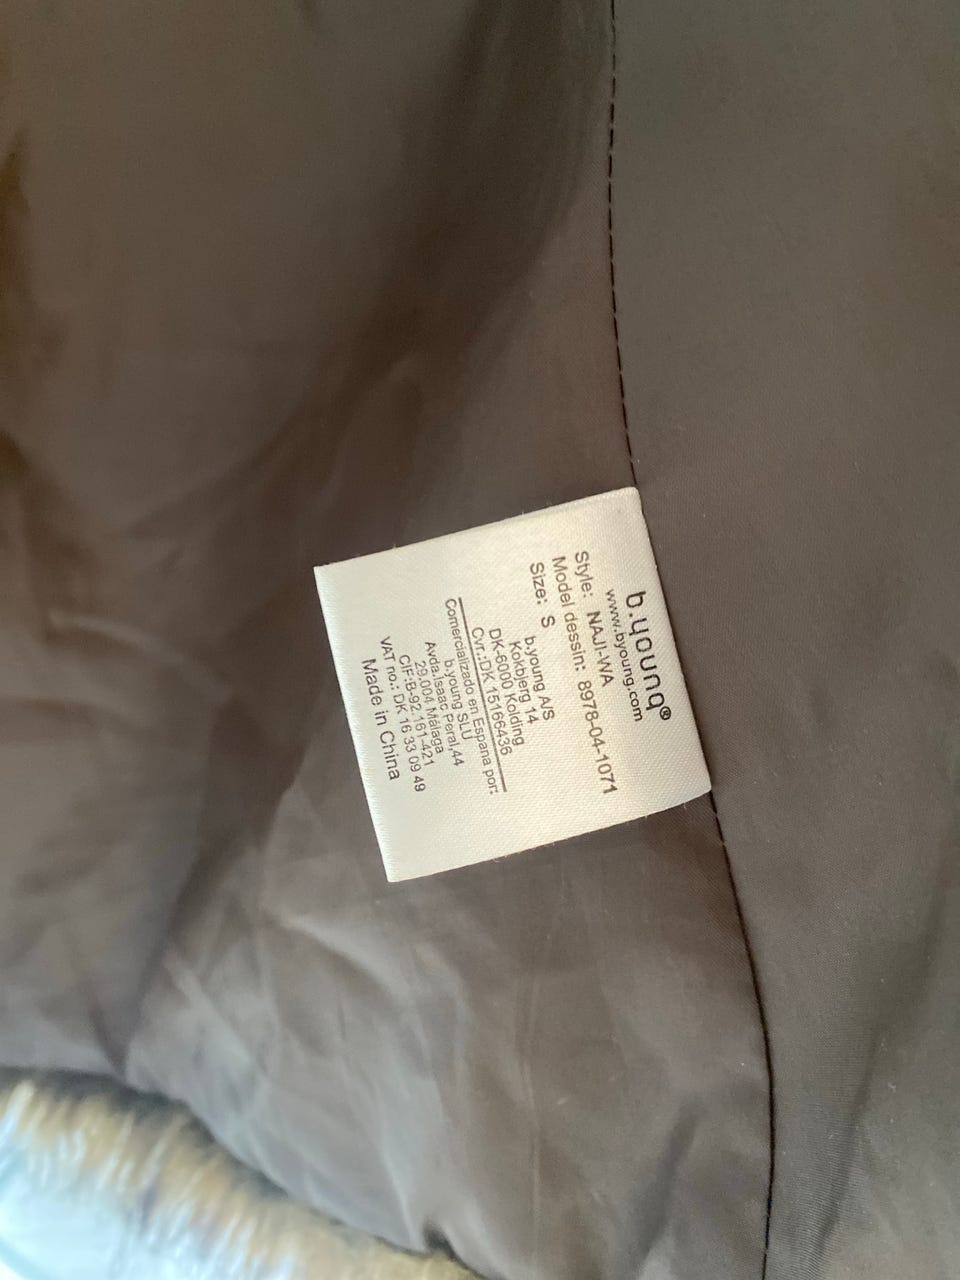 b.young®
www.byoung.com
Style: NAJI-WA
Model dessin: 8978-04-1071
Size: S
b.young A/S
Kokbjerg 14
DK-6000 Kolding
Cvr.:DK 15166436
Comercializado en Espana por:
b.young SLU
Avda.Isaac Peral,44
29.004 Málaga
CIF:B-92.161-421
VAT no.: DK 16 33 09 49
Made in China